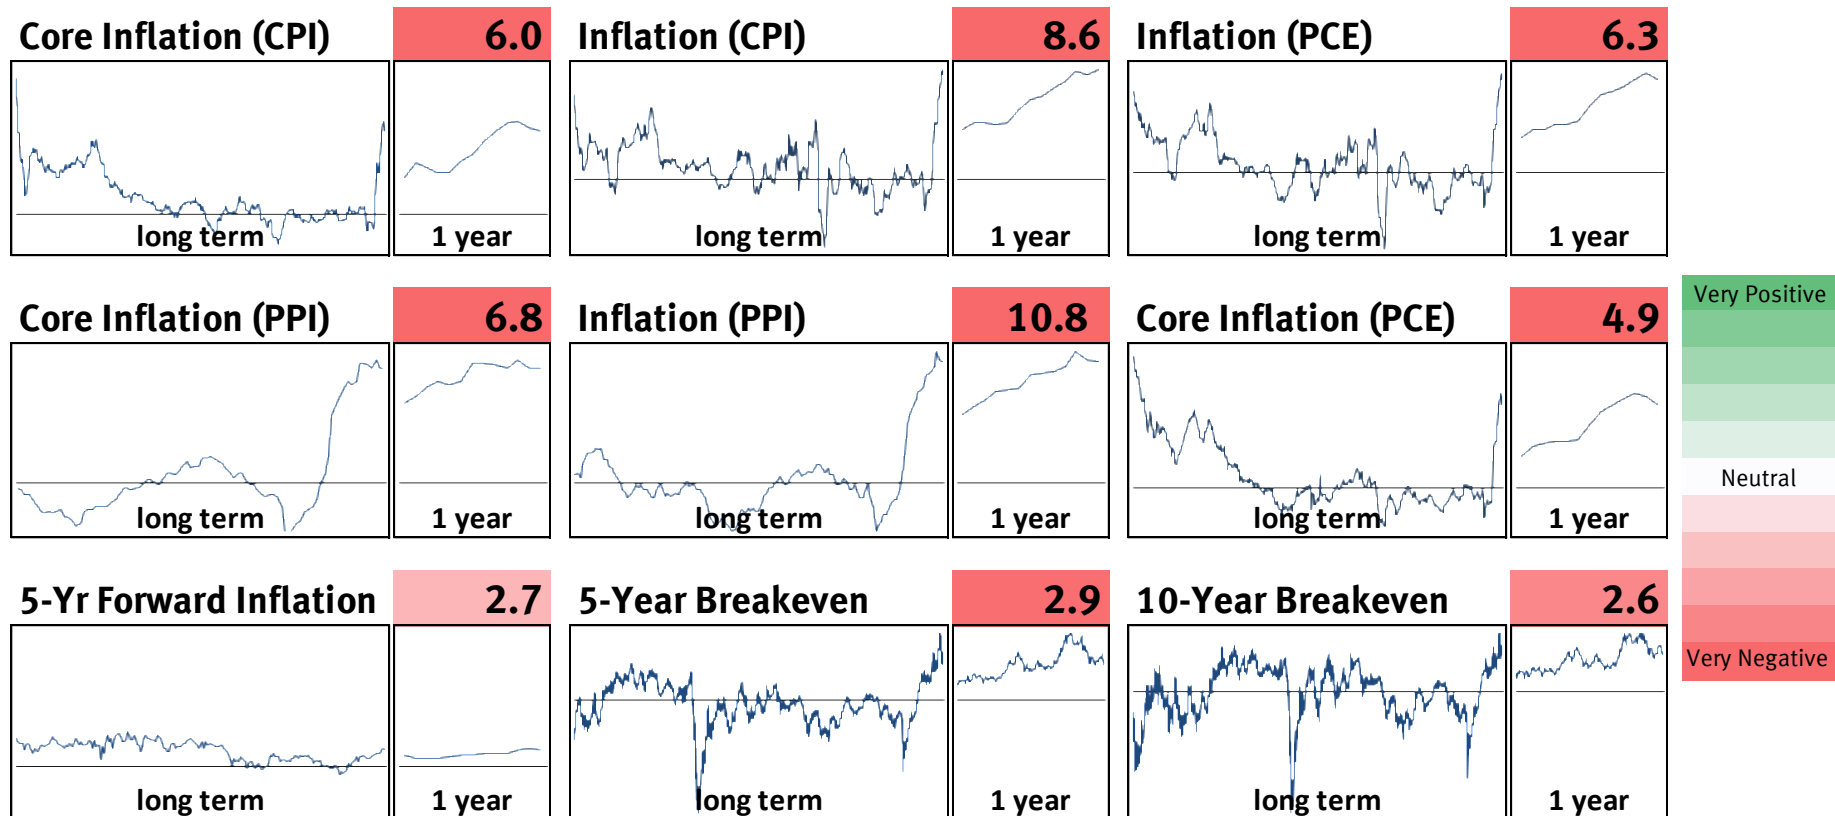 Core Inflation (CPI) 6.0 Inflation (CPI) 8.6 Inflation (PCE) 6.3
long term 1 year long term 1 year long term 1 year
Core Inflation (PPI) 6.8 Inflation (PPI) 10.8 Core Inflation (PCE) 4.9
long term 1 year long term 1 year long term 1 year
5-Yr Forward Inflation 2.7 5-Year Breakeven 2.9 10-Year Breakeven 2.6
long term 1 year long term 1 year long term 1 year
Very Positive
Neutral
Very Negative